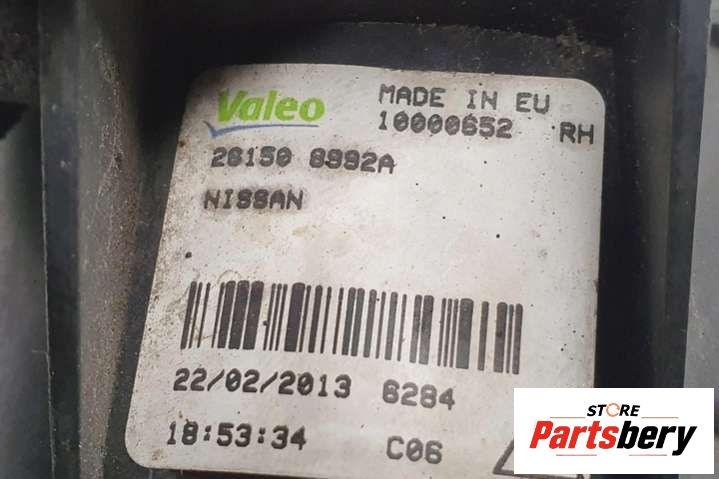 Valeo
MADE IN EU
10000652 RH
26150 8992A
NISSAN
22/02/2013 6284
18:53:34 C06
STORE
Partsbery